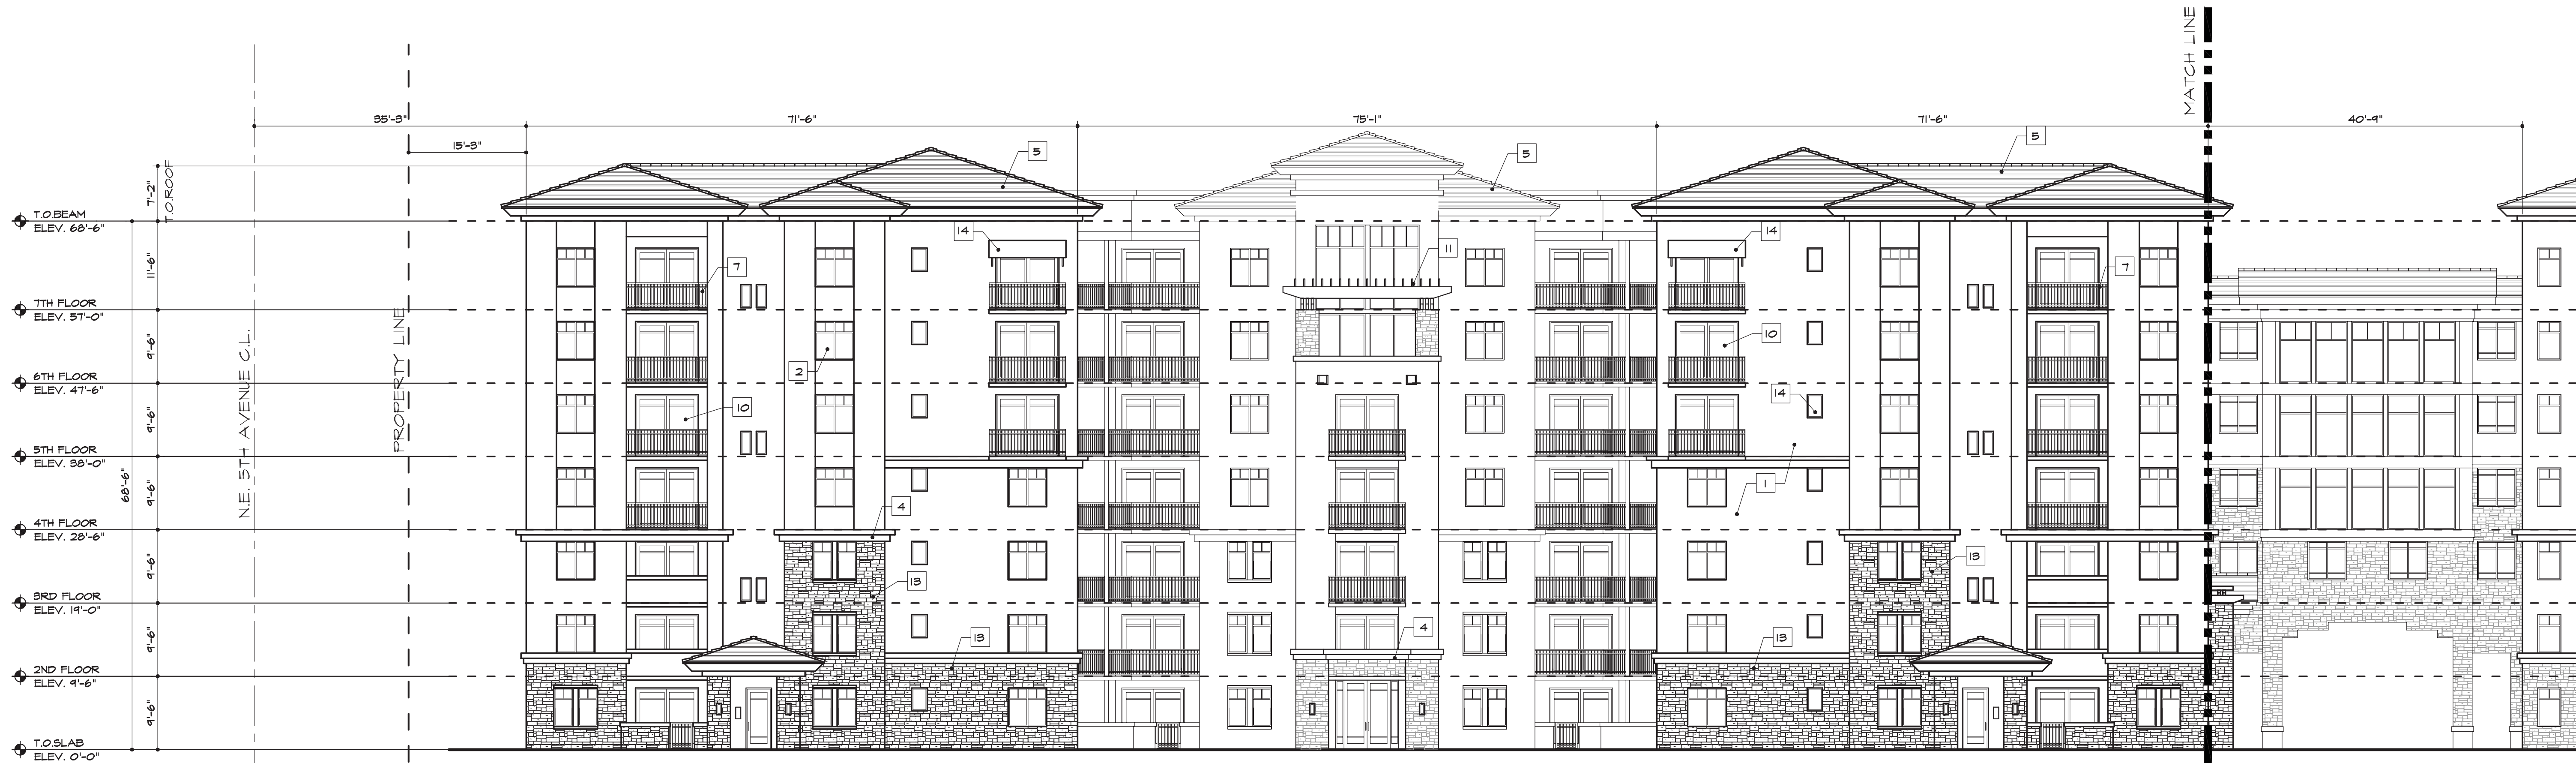 MATCH LINE
35'-3"
71'-6"
75'-1"
71'-6"
40'-9"
15'-3"
5
5
5
7'-2"
T.O.ROOF
T.O.BEAM
ELEV. 68'-6"
14
14
11
7
7
11'-6"
7TH FLOOR
ELEV. 57'-0"
PROPERTY LINE
N.E. 5TH AVENUE C.L.
9'-6"
10
2
6TH FLOOR
ELEV. 47'-6"
14
10
9'-6"
5TH FLOOR
ELEV. 38'-0"
1
68'-6"
9'-6"
4
4TH FLOOR
ELEV. 28'-6"
13
13
9'-6"
3RD FLOOR
ELEV. 19'-0"
4
13
13
9'-6"
2ND FLOOR
ELEV. 9'-6"
9'-6"
T.O.SLAB
ELEV. 0'-0"